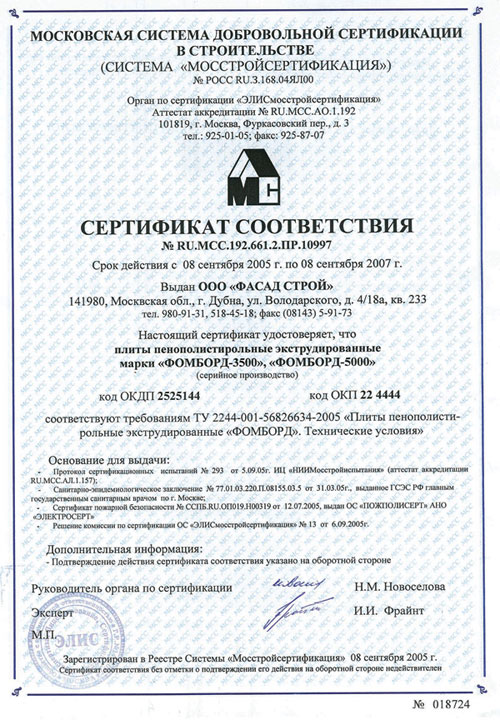 МОСКОВСКАЯ СИСТЕМА ДОБРОВОЛЬНОЙ СЕРТИФИКАЦИИ
В СТРОИТЕЛЬСТВЕ
(СИСТЕМА «МОССТРОЙСЕРТИФИКАЦИЯ»)
№ РОСС RU.З.168.04ЯЛ00
Орган по сертификации «ЭЛИСмосстройсертификация»
Аттестат аккредитации № RU.МСС.АО.1.192
101819, г. Москва, Фуркасовский пер., д. 3
тел.: 925-01-05; факс: 925-87-07
МС
СЕРТИФИКАТ СООТВЕТСТВИЯ
№ RU.МСС.192.661.2.ПР.10997
Срок действия с 08 сентября 2005 г. по 08 сентября 2007 г.
Выдан ООО «ФАСАД СТРОЙ»
141980, Московская обл., г. Дубна, ул. Володарского, д. 4/18а, кв. 233
тел. 980-91-31, 518-45-18; факс (08143) 5-91-73
Настоящий сертификат удостоверяет, что
плиты пенополистирольные экструдированные
марки «ФОМБОРД-3500», «ФОМБОРД-5000»
(серийное производство)
код ОКДП 2525144 код ОКП 22 4444
соответствуют требованиям ТУ 2244-001-56826634-2005 «Плиты пенополисти-
рольные экструдированные «ФОМБОРД». Технические условия»
Основание для выдачи:
- Протокол сертификационных испытаний № 293 от 5.09.05г. ИЦ «НИИМосстройиспытания» (аттестат аккредитации
RU.МСС.АЛ.1.157);
- Санитарно-эпидемиологическое заключение № 77.01.03.220.П.08155.03.5 от 31.03.05г., выданное ГСЭС РФ главным
государственным санитарным врачом по г. Москве;
- Сертификат пожарной безопасности № ССПБ.RU.ОП019.Н00319 от 12.07.2005, выдан ОС «ПОЖПОЛИСЕРТ» АНО
«ЭЛЕКТРОСЕРТ»
- Решение комиссии по сертификации ОС «ЭЛИСмосстройсертификация» № 13 от 6.09.2005г.
Дополнительная информация:
- Подтверждение действия сертификата соответствия указано на оборотной стороне
Руководитель органа по сертификации Н.М. Новоселова
Эксперт И.И. Фрайнт
М.П.
ЭЛИС
Зарегистрирован в Реестре Системы «Мосстройсертификация» 08 сентября 2005 г.
Сертификат соответствия без отметки о подтверждении его действия на оборотной стороне недействителен
№ 018724